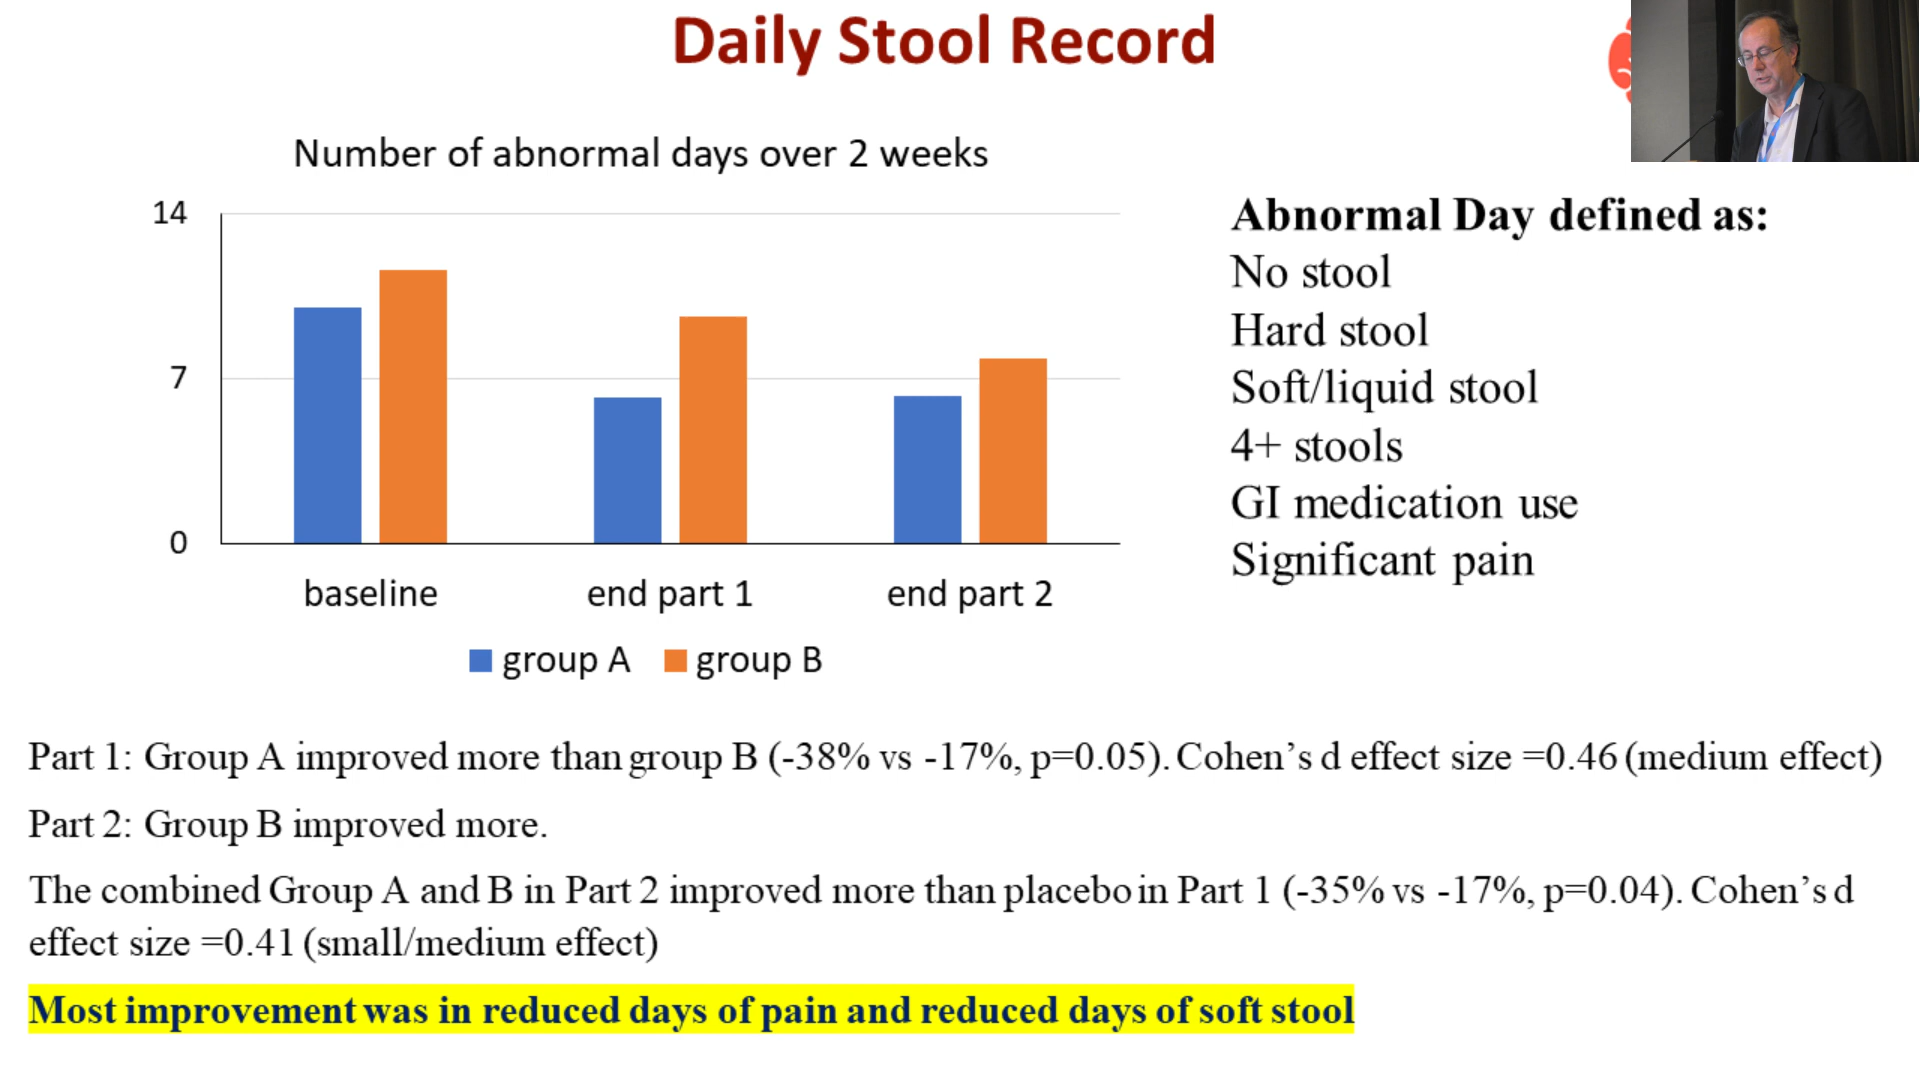 Daily Stool Record
Number of abnormal days over 2 weeks
14
7
0
baseline
end part 1
end part 2
group A
group B
Abnormal Day defined as:
No stool
Hard stool
Soft/liquid stool
4+ stools
GI medication use
Significant pain
Part 1: Group A improved more than group B (-38% vs -17%, p=0.05). Cohen’s d effect size =0.46 (medium effect)
Part 2: Group B improved more.
The combined Group A and B in Part 2 improved more than placebo in Part 1 (-35% vs -17%, p=0.04). Cohen’s d
effect size =0.41 (small/medium effect)
Most improvement was in reduced days of pain and reduced days of soft stool